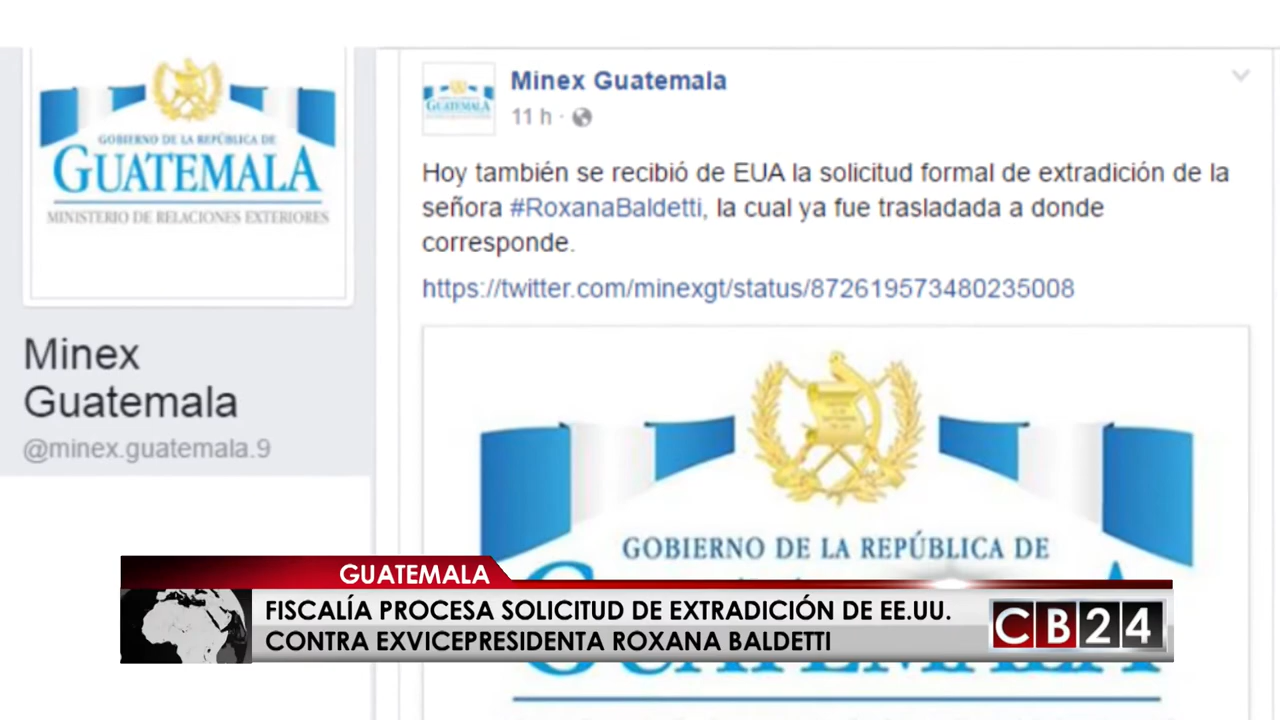 GOBIERNO DE LA REPÚBLICA DE
GUATEMALA
MINISTERIO DE RELACIONES EXTERIORES
Minex
Guatemala
@minex.guatemala.9
GUATEMALA
Minex Guatemala
11 h ·
Hoy también se recibió de EUA la solicitud formal de extradición de la
señora #RoxanaBaldetti, la cual ya fue trasladada a donde
corresponde.
https://twitter.com/minexgt/status/872619573480235008
GOBIERNO DE LA REPÚBLICA DE
GUATEMALA
GUATEMALA
FISCALÍA PROCESA SOLICITUD DE EXTRADICIÓN DE EE.UU.
CONTRA EXVICEPRESIDENTA ROXANA BALDETTI
CB24